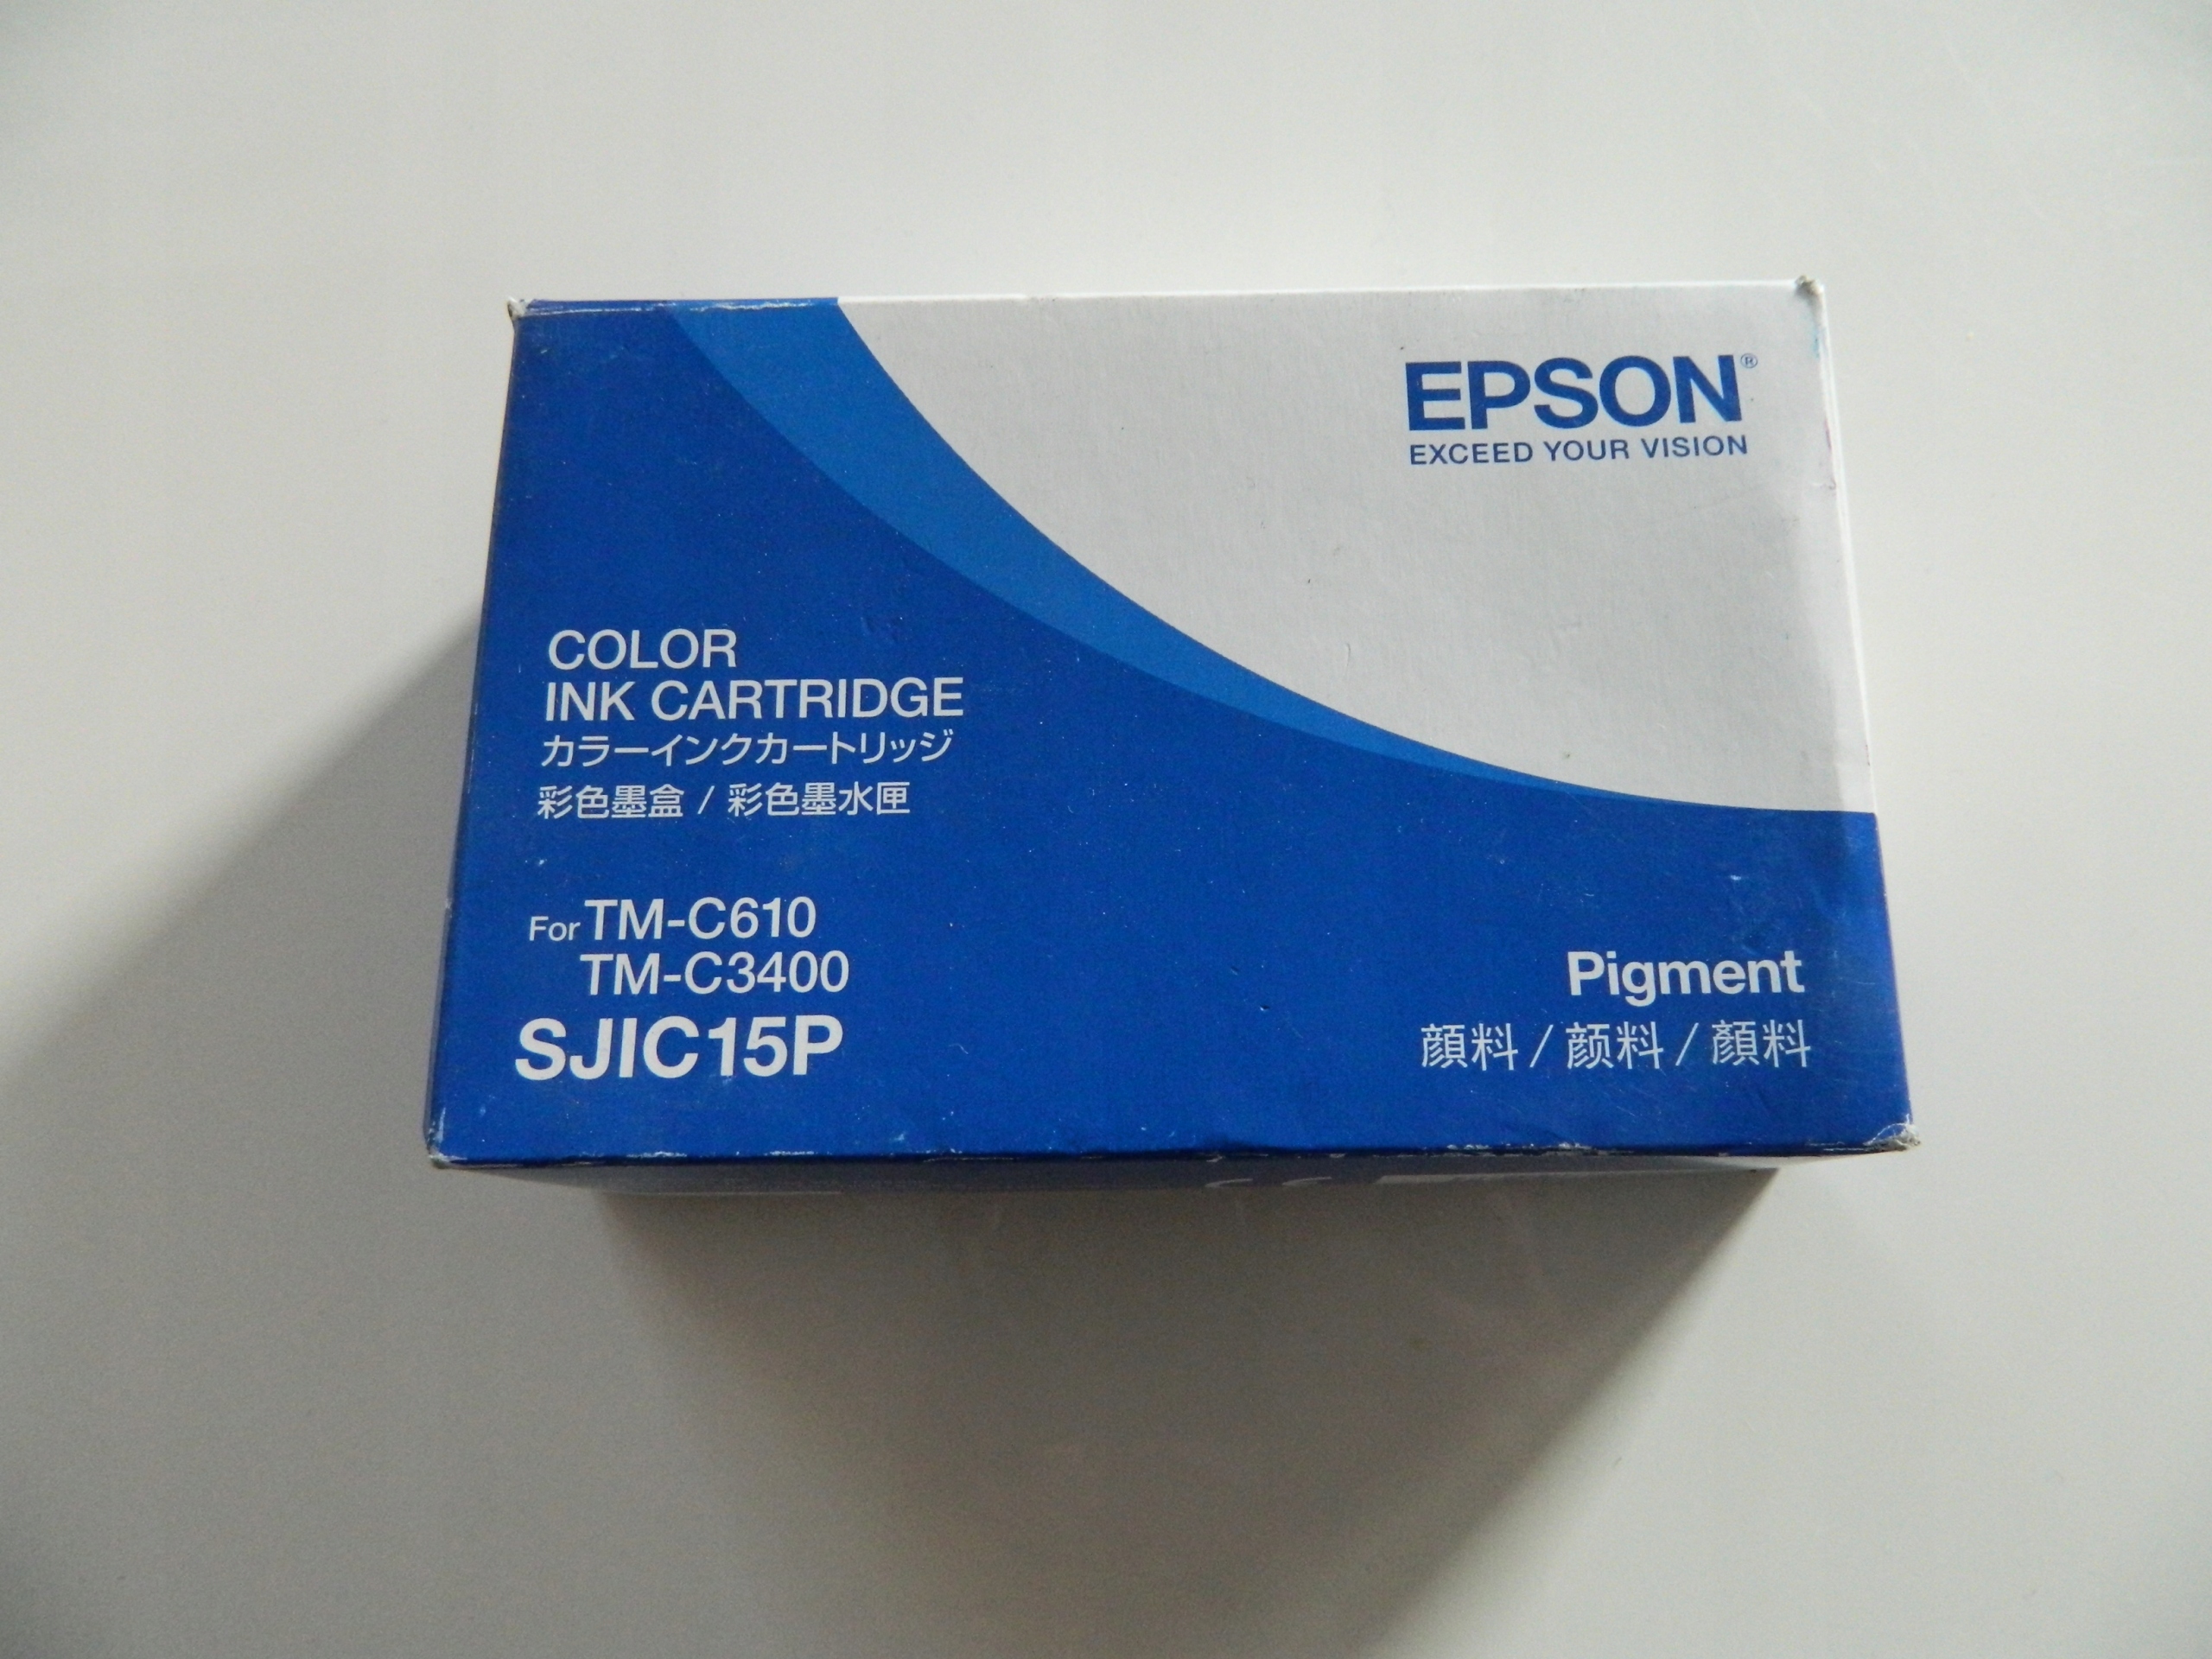 EPSON®
EXCEED YOUR VISION
COLOR
INK CARTRIDGE
カラーインクカートリッジ
彩色墨盒 / 彩色墨水匣
For TM-C610
TM-C3400
SJIC15P
Pigment
顔料 / 颜料 / 顏料